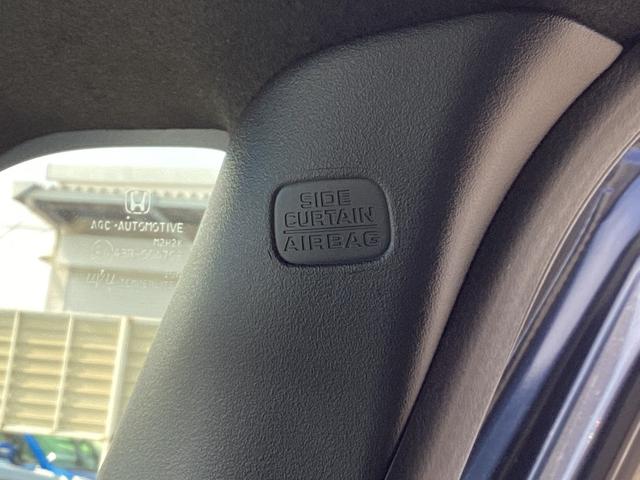 SIDE
CURTAIN
AIRBAG
AGC AUTOMOTIVE
M2H2K